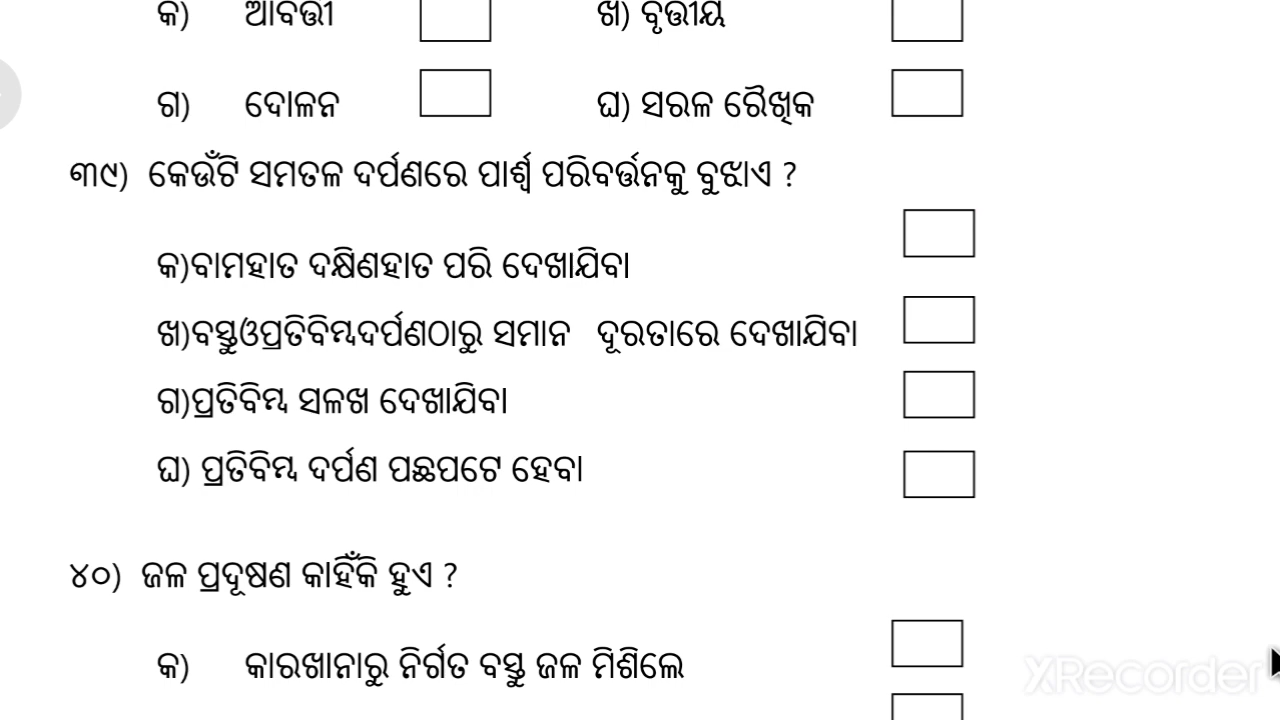 କ) ଆବର୍ତ୍ତୀ ଖ) ବୃତ୍ତୀୟ
ଗ) ଦୋଳନ ଘ) ସରଳ ରୈଖିକ
୩୯) କେଉଁଟି ସମତଳ ଦର୍ପଣରେ ପାର୍ଶ୍ୱ ପରିବର୍ତ୍ତନକୁ ବୁଝାଏ ?
କ)ବାମହାତ ଦକ୍ଷିଣହାତ ପରି ଦେଖାଯିବା
ଖ)ବସ୍ତୁଓପ୍ରତିବିମ୍ବଦର୍ପଣଠାରୁ ସମାନ ଦୂରତାରେ ଦେଖାଯିବା
ଗ)ପ୍ରତିବିମ୍ବ ସଳଖ ଦେଖାଯିବା
ଘ) ପ୍ରତିବିମ୍ବ ଦର୍ପଣ ପଛପଟେ ହେବା
୪୦) ଜଳ ପ୍ରଦୂଷଣ କାହିଁକି ହୁଏ ?
କ) କାରଖାନାରୁ ନିର୍ଗତ ବସ୍ତୁ ଜଳ ମିଶିଲେ
XRecorder